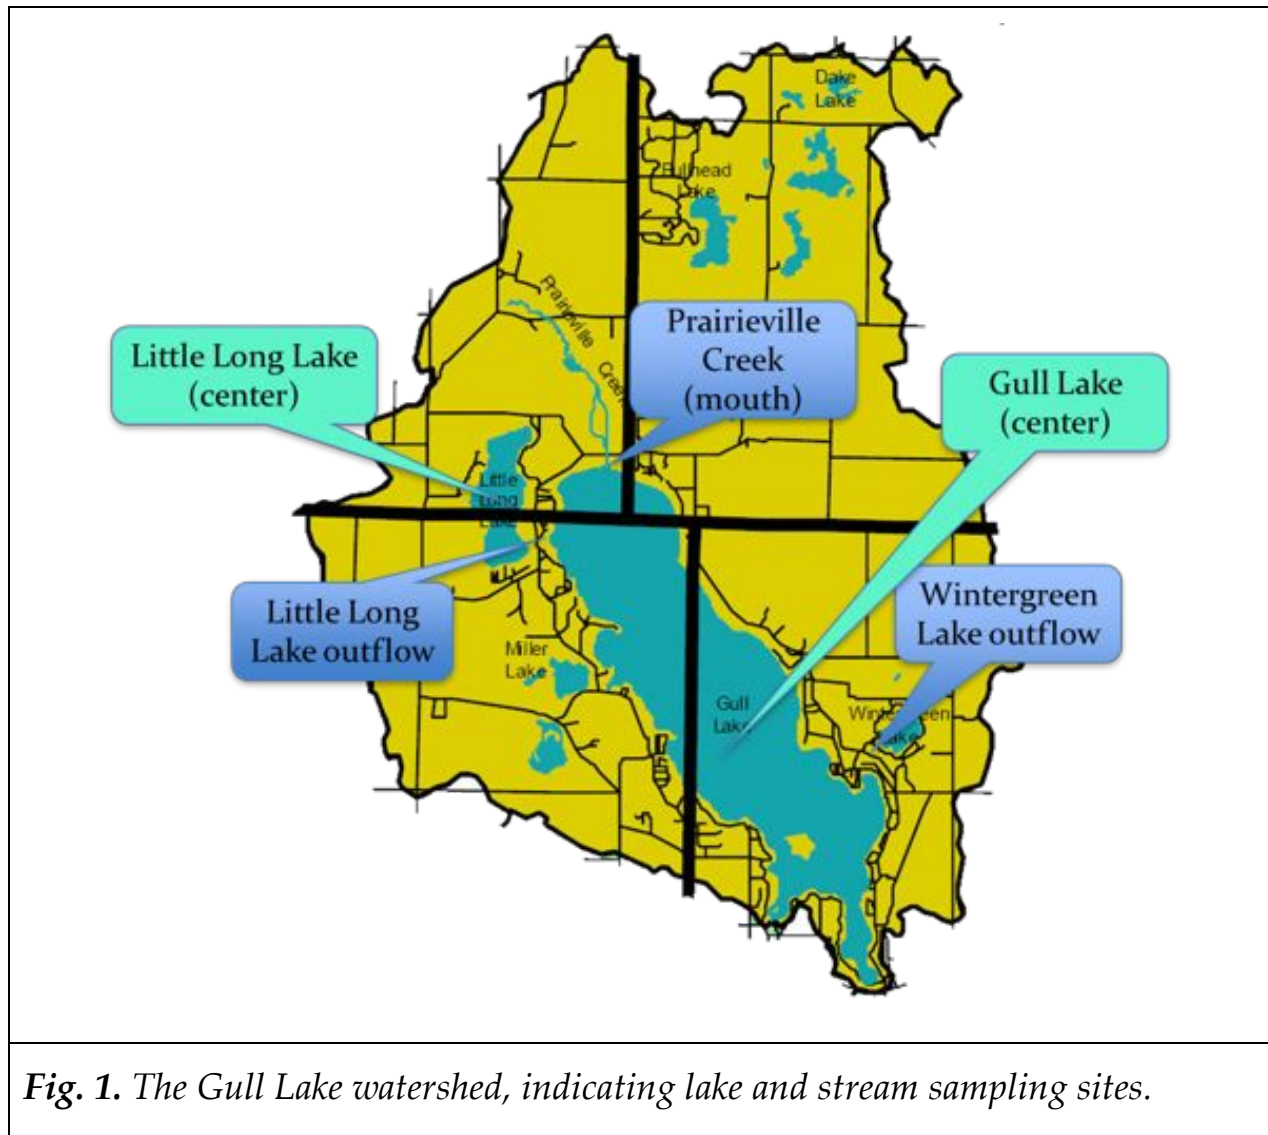 Dake
Lake
Bullhead
Lake
Prairieville
Creek
Prairieville
Creek
(mouth)
Little Long Lake
(center)
Gull Lake
(center)
Little
Long
Lake
Little Long
Lake outflow
Wintergreen
Lake outflow
Miller
Lake
Gull
Lake
Wintergreen
Lake
Fig. 1. The Gull Lake watershed, indicating lake and stream sampling sites.